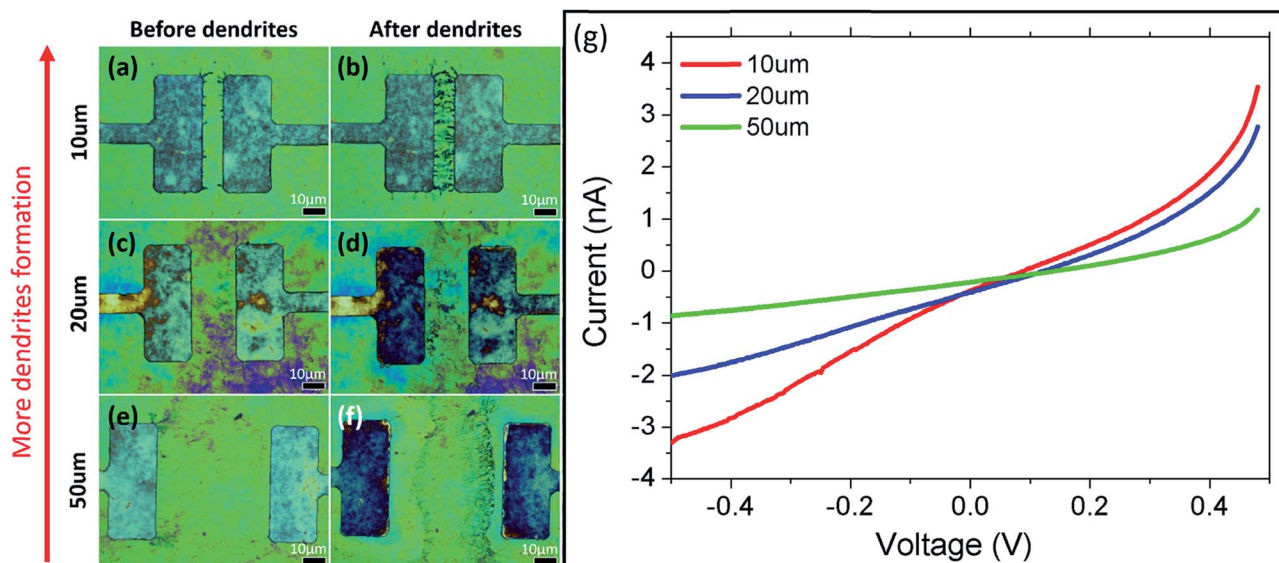 Before dendrites
After dendrites
More dendrites formation
10um
(a)
10µm
(b)
10µm
20um
(c)
10µm
(d)
10µm
50um
(e)
10µm
(f)
10µm
(g)
10um
20um
50um
Current (nA)
4
3
2
1
0
-1
-2
-3
-4
-0.4
-0.2
0.0
0.2
0.4
Voltage (V)